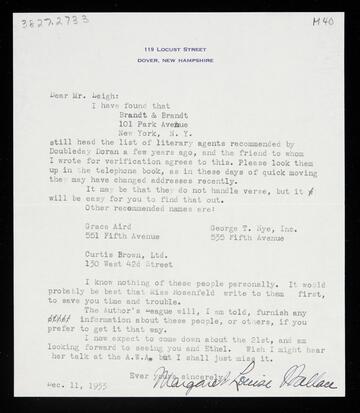 3827.2733
M40
119 LOCUST STREET
DOVER, NEW HAMPSHIRE
Dear Mr. Leigh:
I have found that
Brandt & Brandt
101 Park Avenue
New York, N. Y.
still head the list of literary agents recommended by
Doubleday Doran a few years ago, and the friend to whom
I wrote for verification agrees to this. Please look them
up in the telephone book, as in these days of quick moving
they may have changed addresses recently.
It may be that they do not handle verse, but it
will be easy for you to find that out.
Other recommended names are:
Grace Aird
551 Fifth Avenue
George T. Nye, Inc.
535 Fifth Avenue
Curtis Brown, Ltd.
130 West 42d Street
I know nothing of these people personally. It would
probably be best that Miss Rosenfeld write to them first,
to save you time and trouble.
The Author's League will, I am told, furnish any
information about these people, or others, if you
prefer to get it that way.
I now expect to come down about the 21st, and am
looking forward to seeing you and Ethel. Wish I might hear
her talk at the A.W.A. but I shall just miss it.
Ever yours sincerely,
Margaret Louise Wallace
Dec. 11, 1935